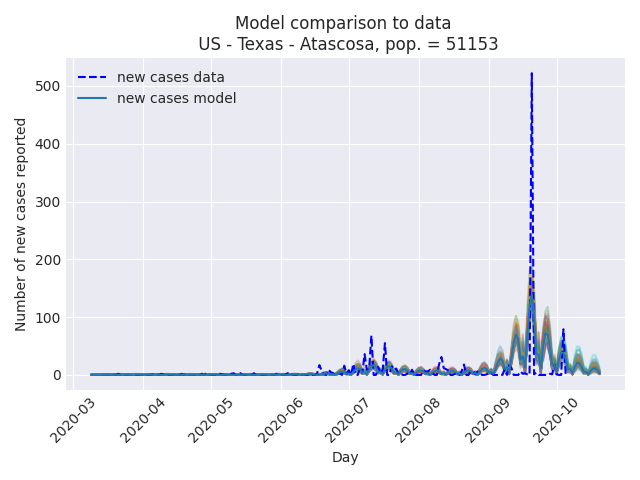 Model comparison to data
US - Texas - Atascosa, pop. = 51153
new cases data
new cases model
Number of new cases reported
500
400
300
200
100
0
2020-03
2020-04
2020-05
2020-06
2020-07
2020-08
2020-09
2020-10
Day